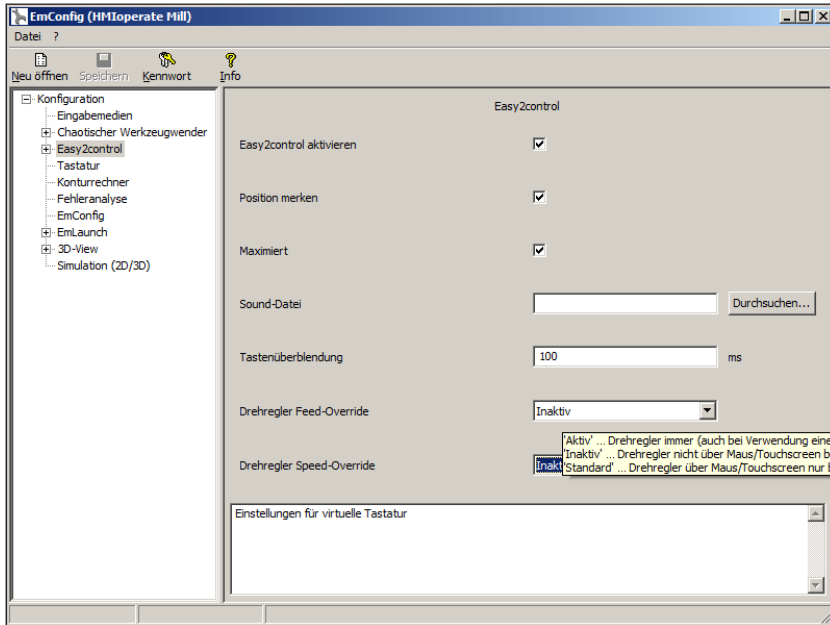 EmConfig (HMIoperate Mill)
Datei ?
Neu öffnen Speichern Kennwort Info
Konfiguration
Eingabemedien
Chaotischer Werkzeugwender
Easy2control
Tastatur
Konturrechner
Fehleranalyse
EmConfig
EmLaunch
3D-View
Simulation (2D/3D)
Easy2control
Easy2control aktivieren
Position merken
Maximiert
Sound-Datei
Durchsuchen...
Tastenüberblendung 100 ms
Drehregler Feed-Override Inaktiv
'Aktiv' ... Drehregler immer (auch bei Verwendung eine
'Inaktiv' ... Drehregler nicht über Maus/Touchscreen b
'Standard' ... Drehregler über Maus/Touchscreen nur b
Drehregler Speed-Override Inakt
Einstellungen für virtuelle Tastatur